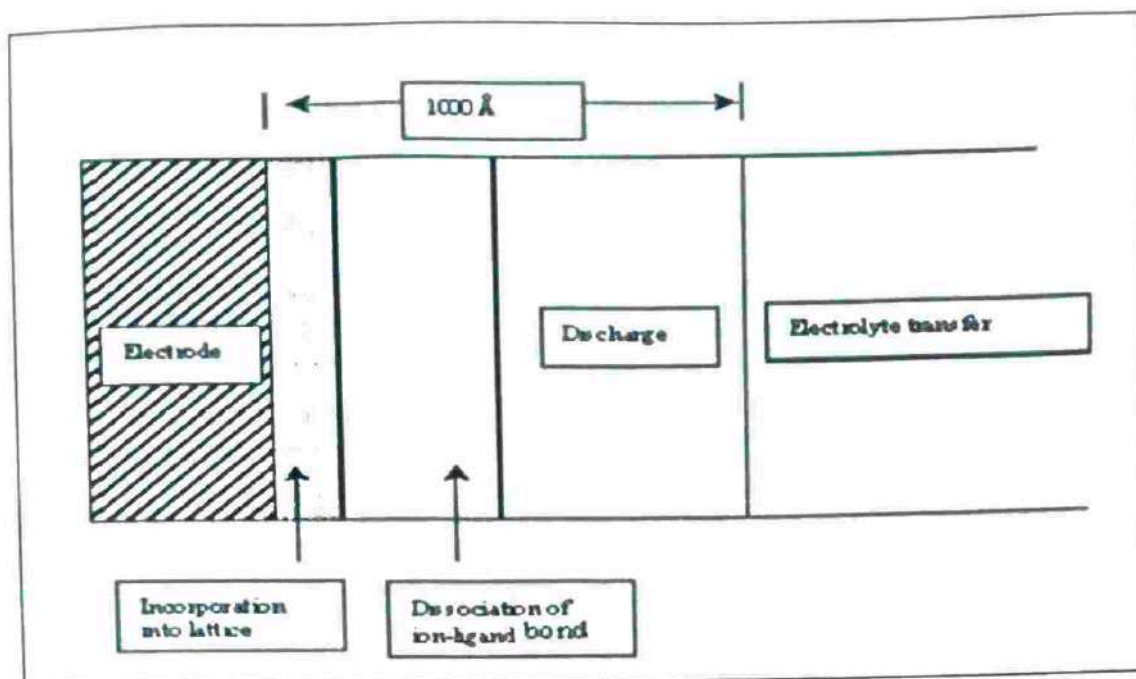 1000 Å
Electrode
Discharge
Electrolyte transfer
Incorporation
into lattice
Dissociation of
ion-ligand bond